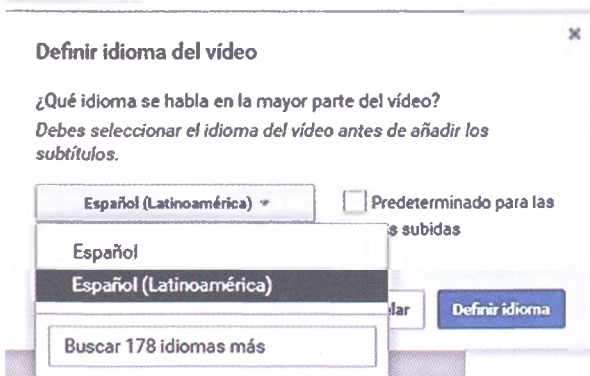 Definir idioma del vídeo
¿Qué idioma se habla en la mayor parte del vídeo?
Debes seleccionar el idioma del vídeo antes de añadir los
subtítulos.
Español (Latinoamérica)
Predeterminado para las
s subidas
Español
Español (Latinoamérica)
lar
Definir idioma
Buscar 178 idiomas más